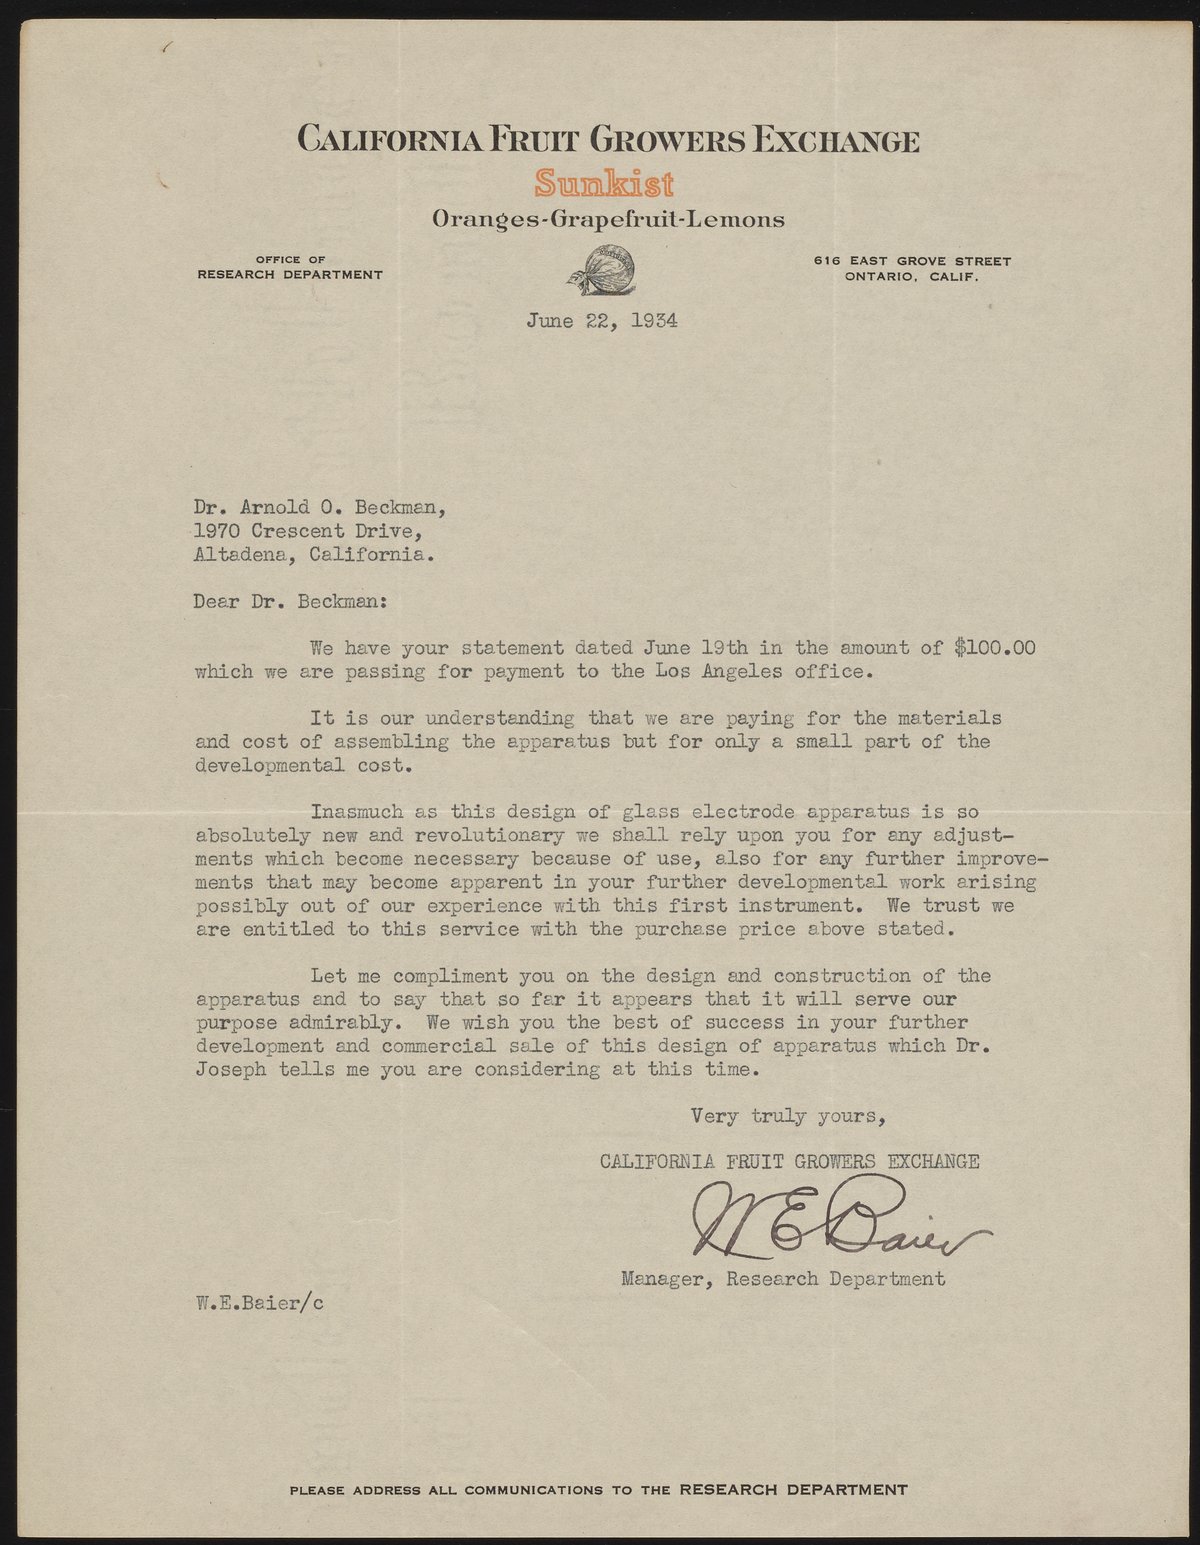 CALIFORNIA FRUIT GROWERS EXCHANGE
Sunkist
Oranges-Grapefruit-Lemons
OFFICE OF
RESEARCH DEPARTMENT
616 EAST GROVE STREET
ONTARIO, CALIF.
June 22, 1934
Dr. Arnold O. Beckman,
1970 Crescent Drive,
Altadena, California.
Dear Dr. Beckman:
We have your statement dated June 19th in the amount of $100.00
which we are passing for payment to the Los Angeles office.
It is our understanding that we are paying for the materials
and cost of assembling the apparatus but for only a small part of the
developmental cost.
Inasmuch as this design of glass electrode apparatus is so
absolutely new and revolutionary we shall rely upon you for any adjust-
ments which become necessary because of use, also for any further improve-
ments that may become apparent in your further developmental work arising
possibly out of our experience with this first instrument. We trust we
are entitled to this service with the purchase price above stated.
Let me compliment you on the design and construction of the
apparatus and to say that so far it appears that it will serve our
purpose admirably. We wish you the best of success in your further
development and commercial sale of this design of apparatus which Dr.
Joseph tells me you are considering at this time.
Very truly yours,
CALIFORNIA FRUIT GROWERS EXCHANGE
W E Baier
Manager, Research Department
W.E.Baier/c
PLEASE ADDRESS ALL COMMUNICATIONS TO THE RESEARCH DEPARTMENT